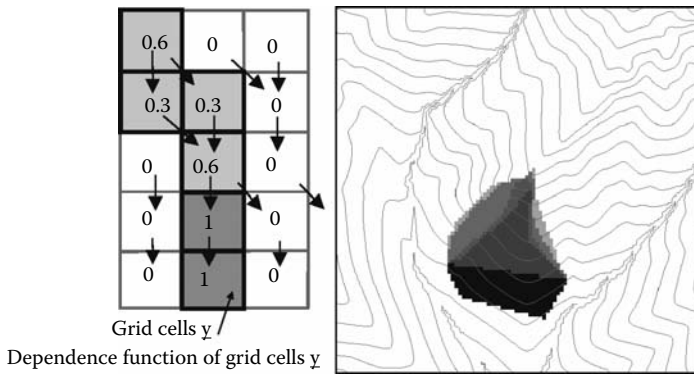 0.6 0 0
0.3 0.3 0
0 0.6 0
0 1 0
0 1 0
Grid cells y
Dependence function of grid cells y